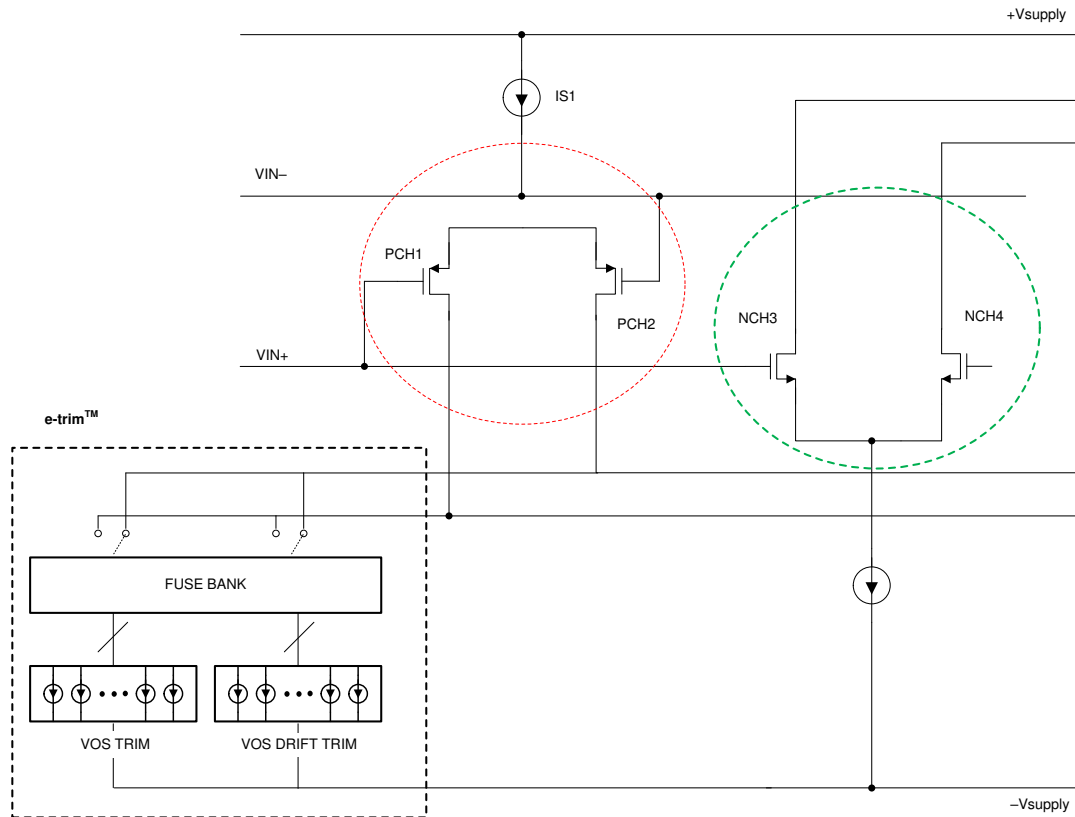 +Vsupply
IS1
VIN–
PCH1
PCH2
NCH3
NCH4
VIN+
e-trim™
FUSE BANK
VOS TRIM
VOS DRIFT TRIM
–Vsupply